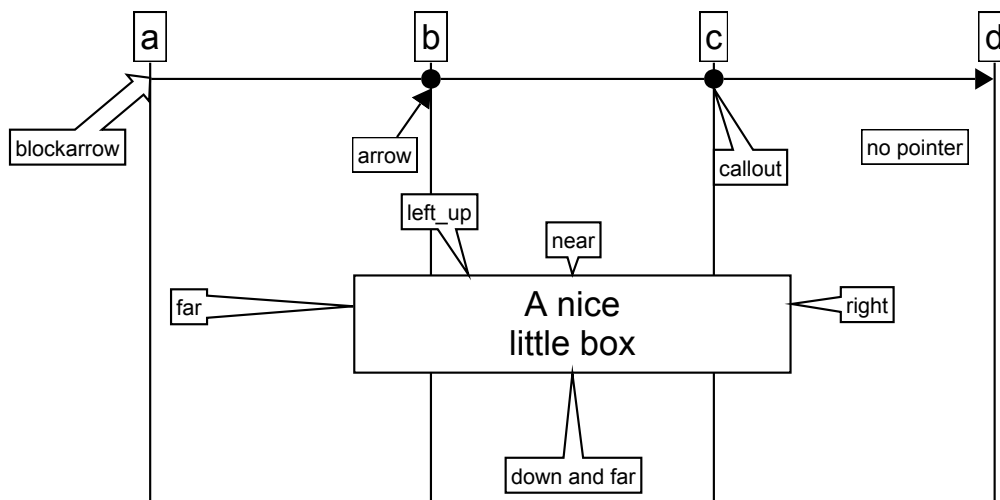 a
b
c
d
blockarrow
arrow
callout
no pointer
left_up
near
far
A nice
little box
right
down and far